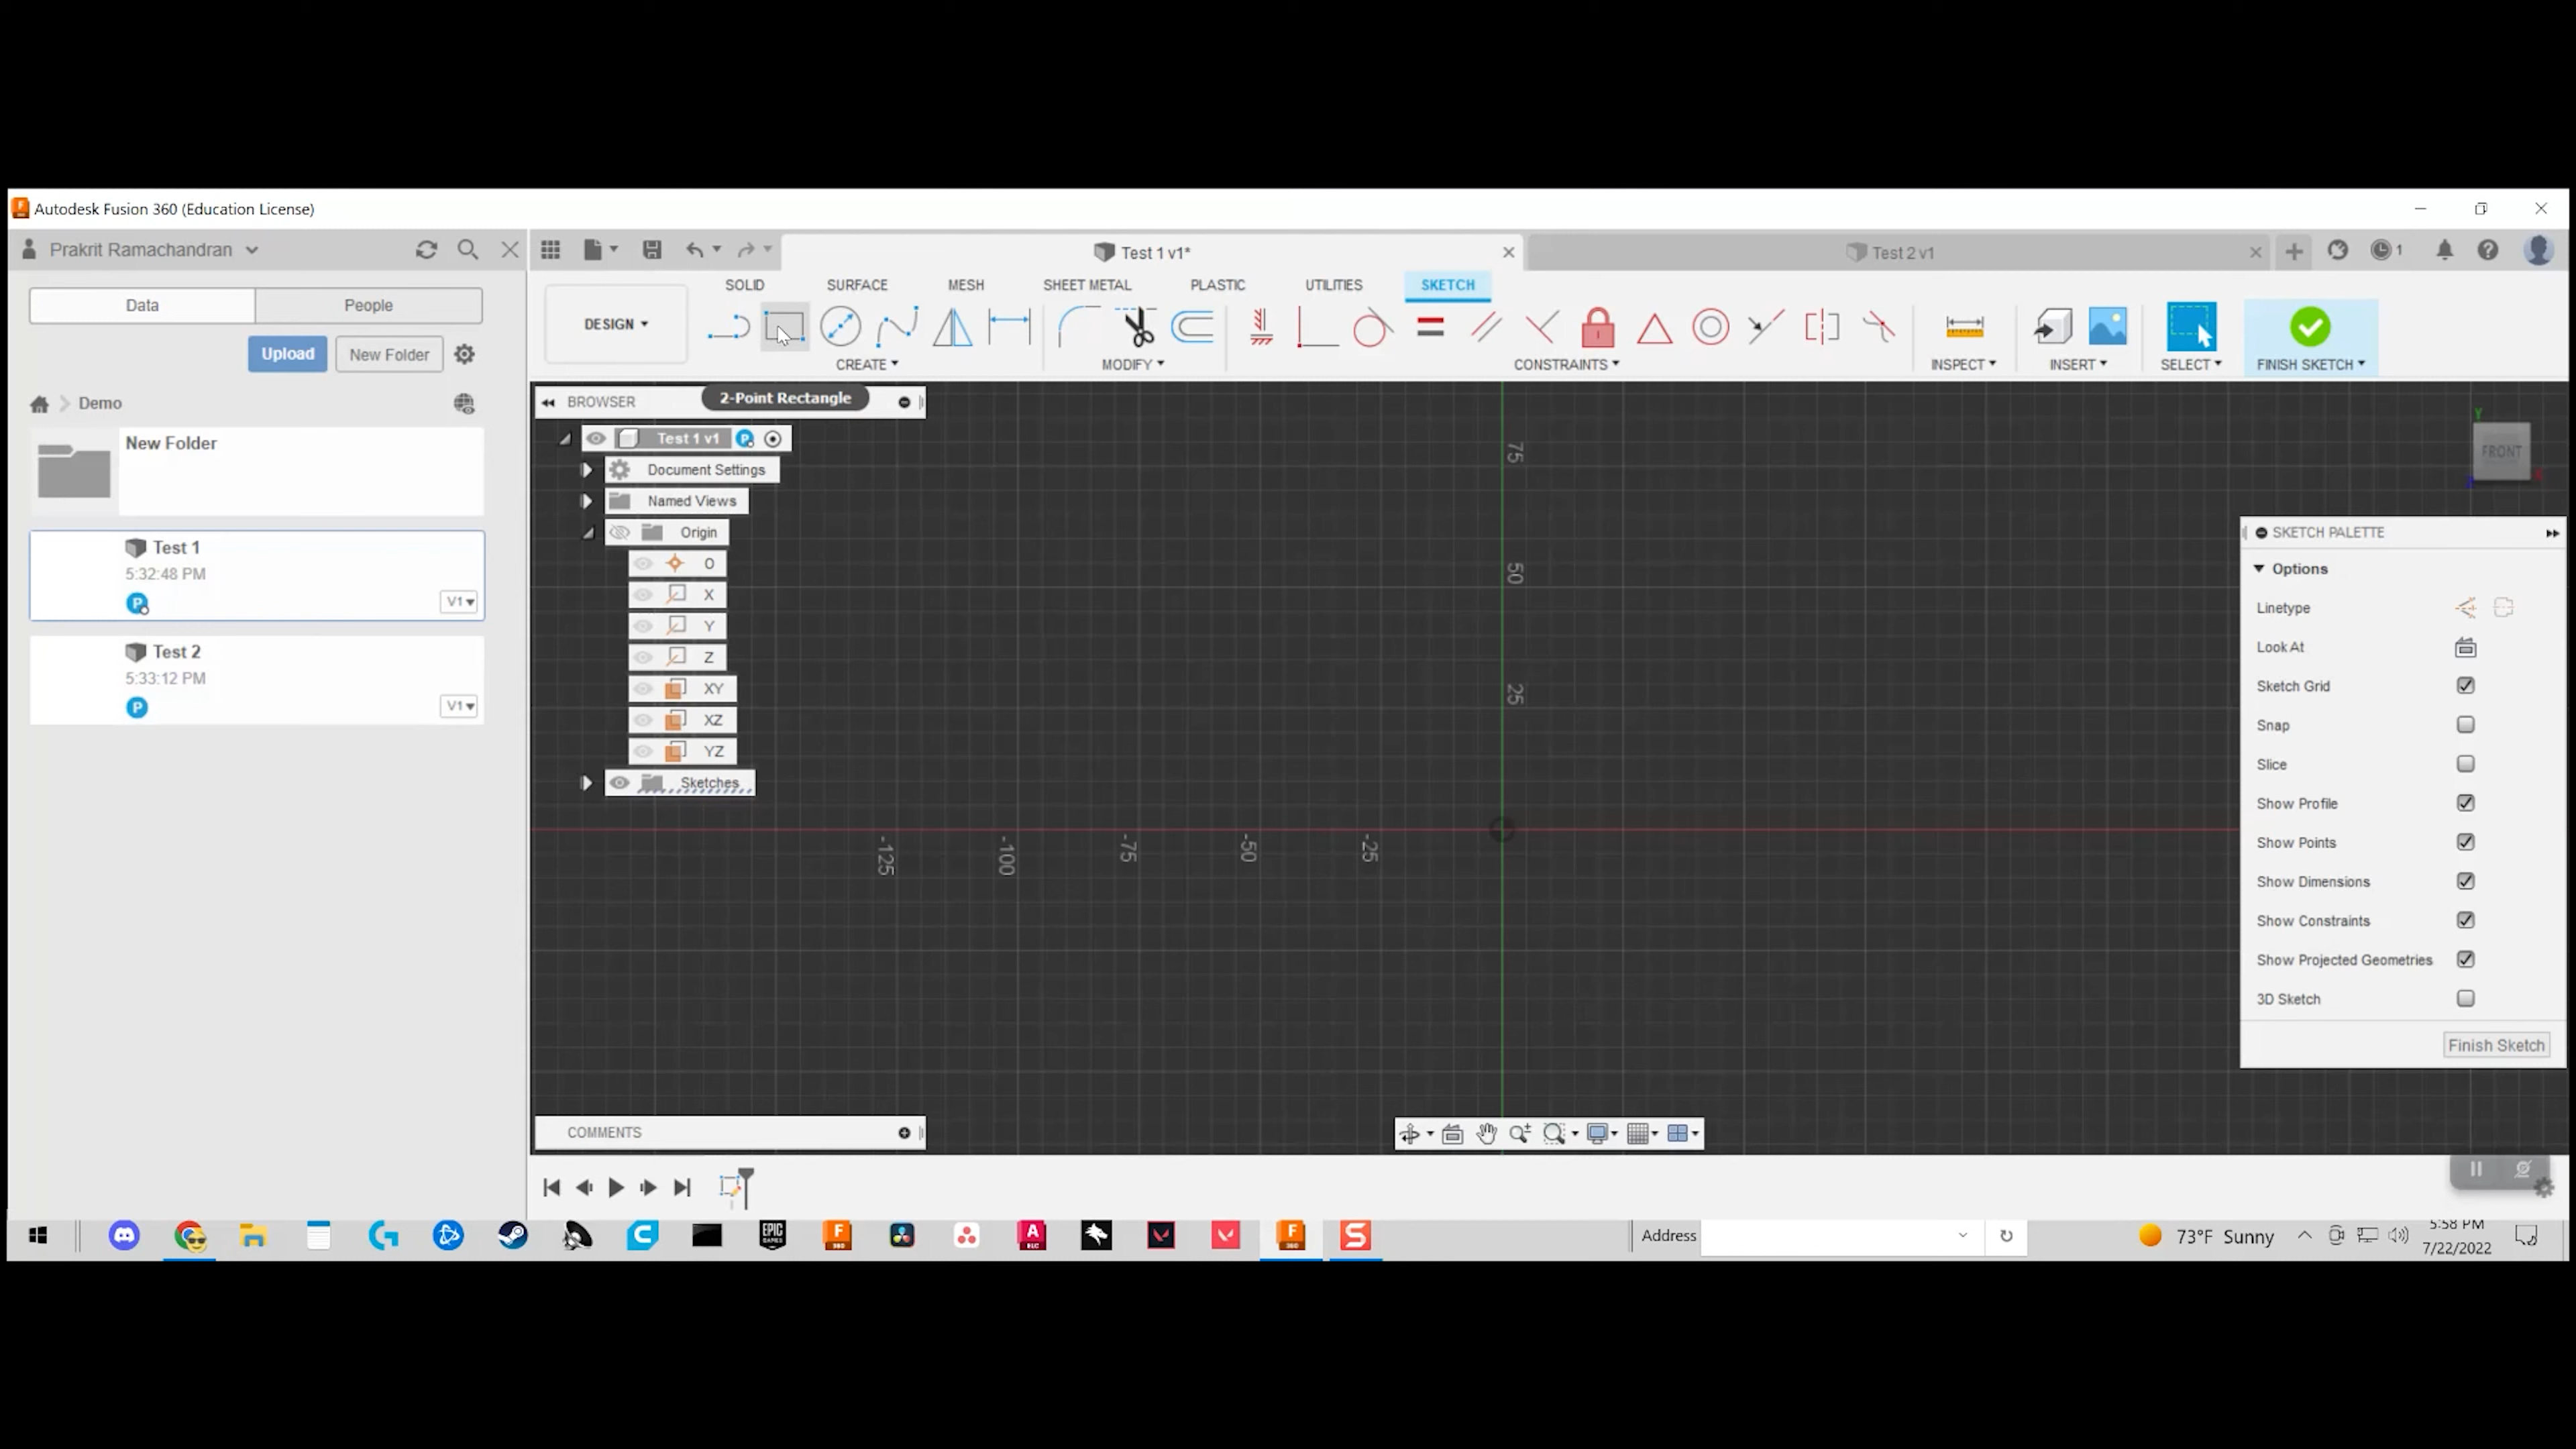 Autodesk Fusion 360 (Education License)
Prakrit Ramachandran
Test 1 v1*
Test 2 v1
1
Data
People
Upload
New Folder
Demo
New Folder
Test 1
5:32:48 PM
V1
Test 2
5:33:12 PM
V1
DESIGN
SOLID
SURFACE
MESH
SHEET METAL
PLASTIC
UTILITIES
SKETCH
CREATE
MODIFY
CONSTRAINTS
INSPECT
INSERT
SELECT
FINISH SKETCH
BROWSER
2-Point Rectangle
Test 1 v1
Document Settings
Named Views
Origin
O
X
Y
Z
XY
XZ
YZ
Sketches
75
50
25
-125
-100
-75
-50
-25
Y
FRONT
SKETCH PALETTE
Options
Linetype
Look At
Sketch Grid
Snap
Slice
Show Profile
Show Points
Show Dimensions
Show Constraints
Show Projected Geometries
3D Sketch
Finish Sketch
COMMENTS
Address
73°F Sunny
5:58 PM
7/22/2022